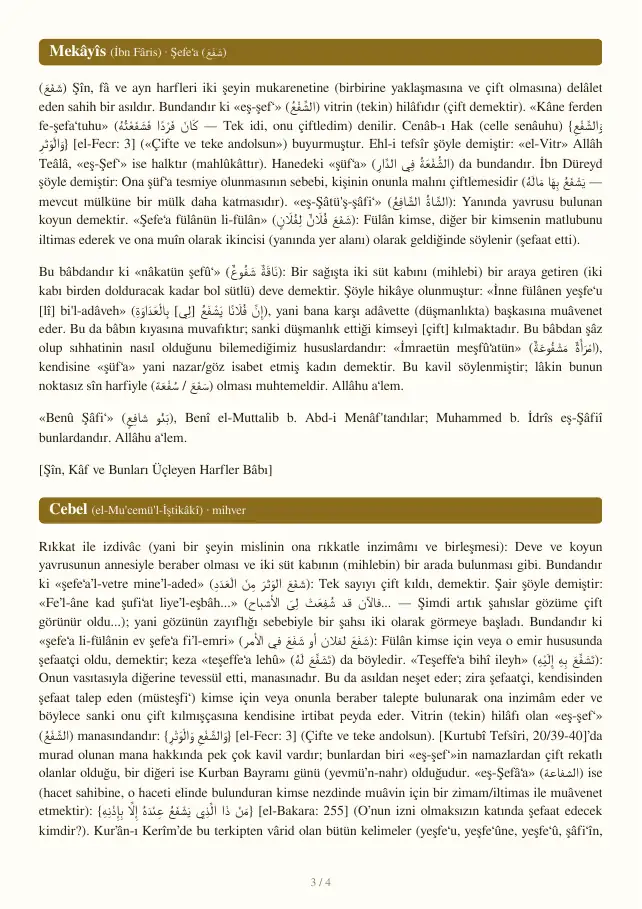 Mekâyîs (İbn Fâris) · Şefe'a (شَفَعَ)
(شَفَعَ) Şîn, fâ ve ayn harfleri iki şeyin mukarenetine (birbirine yaklaşmasına ve çift olmasına) delâlet
eden sahih bir asıldır. Bundandır ki «eş-şef‘» (الشَّفْعُ) vitrin (tekin) hilâfıdır (çift demektir). «Kâne ferden
fe-şefa‘tuhu» (كَانَ فَرْدًا فَشَفَعْتُهُ — Tek idi, onu çiftledim) denilir. Cenâb-ı Hak (celle senâuhu) {وَالشَّفْعِ
وَالْوَتْرِ} [el-Fecr: 3] («Çifte ve teke andolsun») buyurmuştur. Ehl-i tefsîr şöyle demiştir: «el-Vitr» Allâh
Teâlâ, «eş-Şef‘» ise halktır (mahlûkâttır). Hanedeki «şüf‘a» (الشُّفْعَةُ فِي الدَّارِ) da bundandır. İbn Düreyd
şöyle demiştir: Ona şüf‘a tesmiye olunmasının sebebi, kişinin onunla malını çiftlemesidir (يَشْفَعُ بِهَا مَالَهُ —
mevcut mülküne bir mülk daha katmasıdır). «eş-Şâtü'ş-şâfi‘» (الشَّاةُ الشَّافِعُ): Yanında yavrusu bulunan
koyun demektir. «Şefe‘a fülânün li-fülân» (شَفَعَ فُلَانٌ لِفُلَانٍ): Fülân kimse, diğer bir kimsenin matlubunu
iltimas ederek ve ona muîn olarak ikincisi (yanında yer alanı) olarak geldiğinde söylenir (şefaat etti).
Bu bâbdandır ki «nâkatün şefû‘» (نَاقَةٌ شَفُوعٌ): Bir sağışta iki süt kabını (mihlebi) bir araya getiren (iki
kabı birden dolduracak kadar bol sütlü) deve demektir. Şöyle hikâye olunmuştur: «İnne fülânen yeşfe‘u
[lî] bi'l-adâveh» (إِنَّ فُلَانًا يَشْفَعُ [لِي] بِالْعَدَاوَةِ), yani bana karşı adâvette (düşmanlıkta) başkasına muâvenet
eder. Bu da bâbın kıyasına muvafıktır; sanki düşmanlık ettiği kimseyi [çift] kılmaktadır. Bu bâbdan şâz
olup sıhhatinin nasıl olduğunu bilemediğimiz hususlardandır: «İmraetün meşfû‘atün» (امْرَأَةٌ مَشْفُوعَةٌ),
kendisine «şüf‘a» yani nazar/göz isabet etmiş kadın demektir. Bu kavil söylenmiştir; lâkin bunun
noktasız sîn harfiyle (سَفَعَ / سُفْعَة) olması muhtemeldir. Allâhu a‘lem.
«Benû Şâfi‘» (بَنُو شَافِعٍ), Benî el-Muttalib b. Abd-i Menâf'tandılar; Muhammed b. İdrîs eş-Şâfiî
bunlardandır. Allâhu a‘lem.
[Şîn, Kâf ve Bunları Üçleyen Harfler Bâbı]
Cebel (el-Mu'cemü'l-İştikâkî) · mihver
Rıkkat ile izdivâc (yani bir şeyin mislinin ona rıkkatle inzimâmı ve birleşmesi): Deve ve koyun
yavrusunun annesiyle beraber olması ve iki süt kabının (mihlebin) bir arada bulunması gibi. Bundandır
ki «şefe‘a’l-vetre mine’l-aded» (شَفَعَ الوَتْرَ مِنَ الْعَدَدِ): Tek sayıyı çift kıldı, demektir. Şair şöyle demiştir:
«Fe’l-âne kad şufi‘at liye’l-eşbâh...» (فالآن قد شُفِعَتْ لِىَ الأشباح... — Şimdi artık şahıslar gözüme çift
görünür oldu...); yani gözünün zayıflığı sebebiyle bir şahsı iki olarak görmeye başladı. Bundandır ki
«şefe‘a li-fülânin ev şefe‘a fi’l-emri» (شَفَعَ لفلان أو شَفَعَ في الأمر): Fülân kimse için veya o emir hususunda
şefaatçi oldu, demektir; keza «teşeffe‘a lehû» (تَشَفَّعَ لَهُ) da böyledir. «Teşeffe‘a bihî ileyh» (تَشَفَّعَ بِهِ إِلَيْهِ):
Onun vasıtasıyla diğerine tevessül etti, manasınadır. Bu da asıldan neşet eder; zira şefaatçi, kendisinden
şefaat talep eden (müsteşfi‘) kimse için veya onunla beraber talepte bulunarak ona inzimâm eder ve
böylece sanki onu çift kılmışçasına kendisine irtibat peyda eder. Vitrin (tekin) hilâfı olan «eş-şef‘»
(الشَّفْعُ) manasındandır: {وَالشَّفْعِ وَالْوَتْرِ} [el-Fecr: 3] (Çifte ve teke andolsun). [Kurtubî Tefsîri, 20/39-40]’da
murad olunan mana hakkında pek çok kavil vardır; bunlardan biri «eş-şef‘»in namazlardan çift rekatlı
olanlar olduğu, bir diğeri ise Kurban Bayramı günü (yevmü’n-nahr) olduğudur. «eş-Şefâ‘a» (الشفاعة) ise
(hacet sahibine, o haceti elinde bulunduran kimse nezdinde muâvin için bir zimam/iltimas ile muâvenet
etmektir): {مَنْ ذَا الَّذِي يَشْفَعُ عِنْدَهُ إِلَّا بِإِذْنِهِ} [el-Bakara: 255] (O’nun izni olmaksızın katında şefaat edecek
kimdir?). Kur’ân-ı Kerîm’de bu terkipten vârid olan bütün kelimeler (yeşfe‘u, yeşfe‘ûne, yeşfe‘û, şâfi‘în,
3 / 4